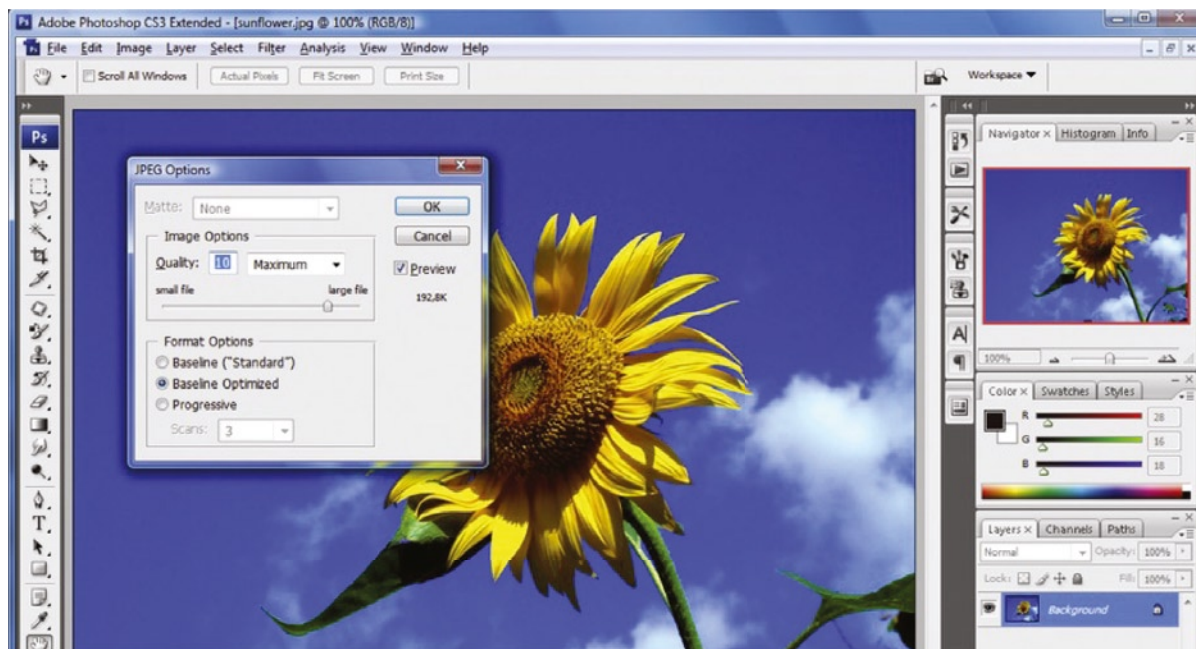 Adobe Photoshop CS3 Extended - [sunflower.jpg @ 100% (RGB/8)]
File Edit Image Layer Select Filter Analysis View Window Help
Scroll All Windows Actual Pixels Fit Screen Print Size Workspace
Ps
JPEG Options
Matte: None
OK
Image Options
Cancel
Quality: 10 Maximum
Preview
small file large file
192,8K
Format Options
Baseline ("Standard")
Baseline Optimized
Progressive
Scans: 3
Navigator x Histogram Info
100%
Color x Swatches Styles
R 28
G 16
B 18
Layers x Channels Paths
Normal Opacity: 100%
Lock: Fill: 100%
Background